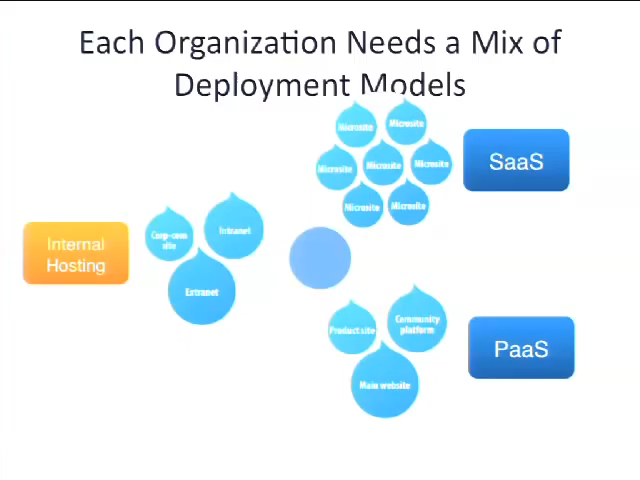 Each Organization Needs a Mix of
Deployment Models
Microsite
Microsite
Microsite
Microsite
Microsite
Microsite
Microsite
SaaS
Internal
Hosting
Corp-com
site
Intranet
Extranet
Product site
Community
platform
Main website
PaaS